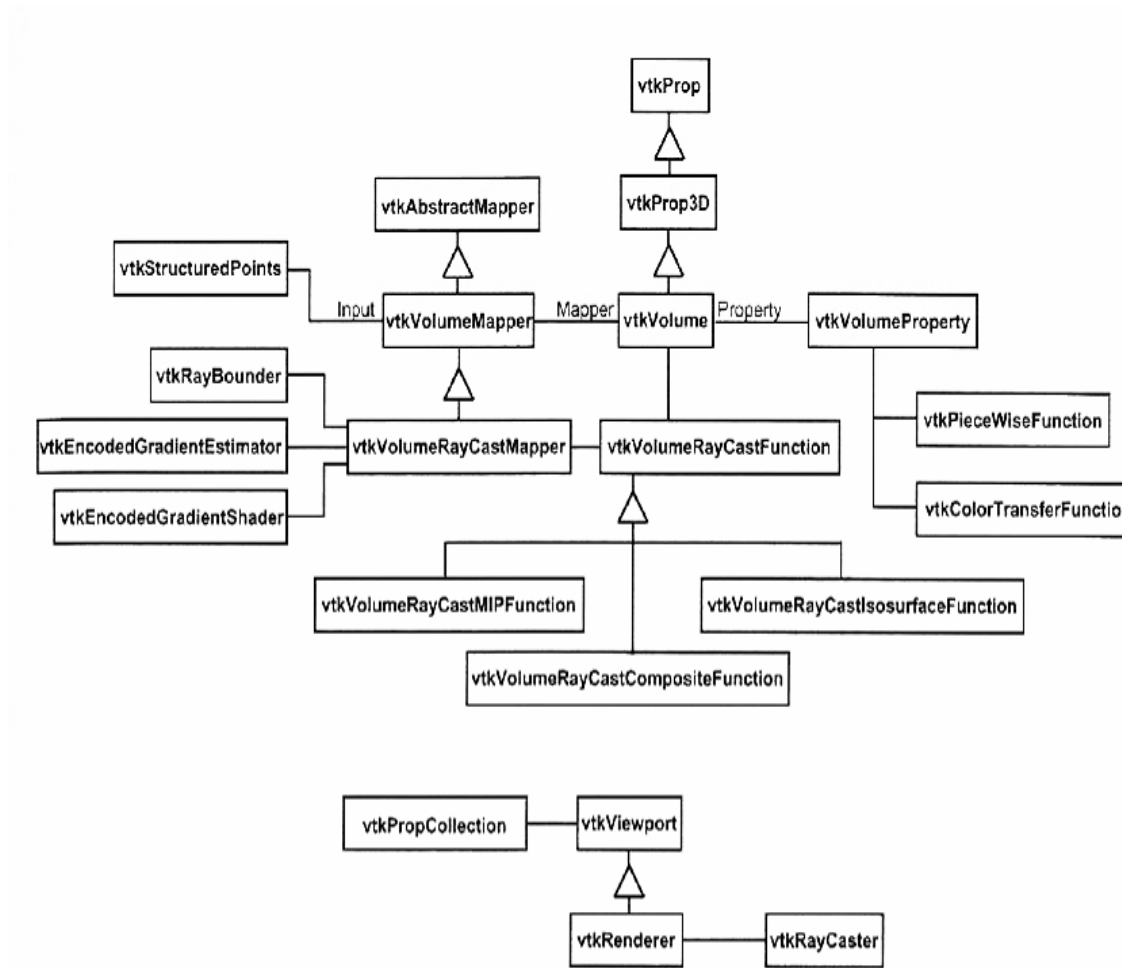 vtkProp
vtkAbstractMapper
vtkProp3D
vtkStructuredPoints
Input
vtkVolumeMapper
Mapper
vtkVolume
Property
vtkVolumeProperty
vtkRayBounder
vtkPieceWiseFunction
vtkEncodedGradientEstimator
vtkVolumeRayCastMapper
vtkVolumeRayCastFunction
vtkEncodedGradientShader
vtkColorTransferFunction
vtkVolumeRayCastMIPFunction
vtkVolumeRayCastIsosurfaceFunction
vtkVolumeRayCastCompositeFunction
vtkPropCollection
vtkViewport
vtkRenderer
vtkRayCaster